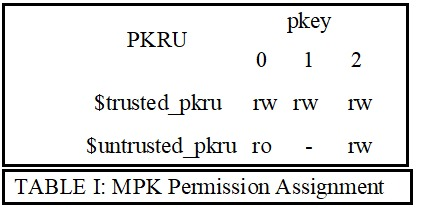 PKRU pkey
0 1 2
$trusted_pkru rw rw rw
$untrusted_pkru ro - rw
TABLE I: MPK Permission Assignment